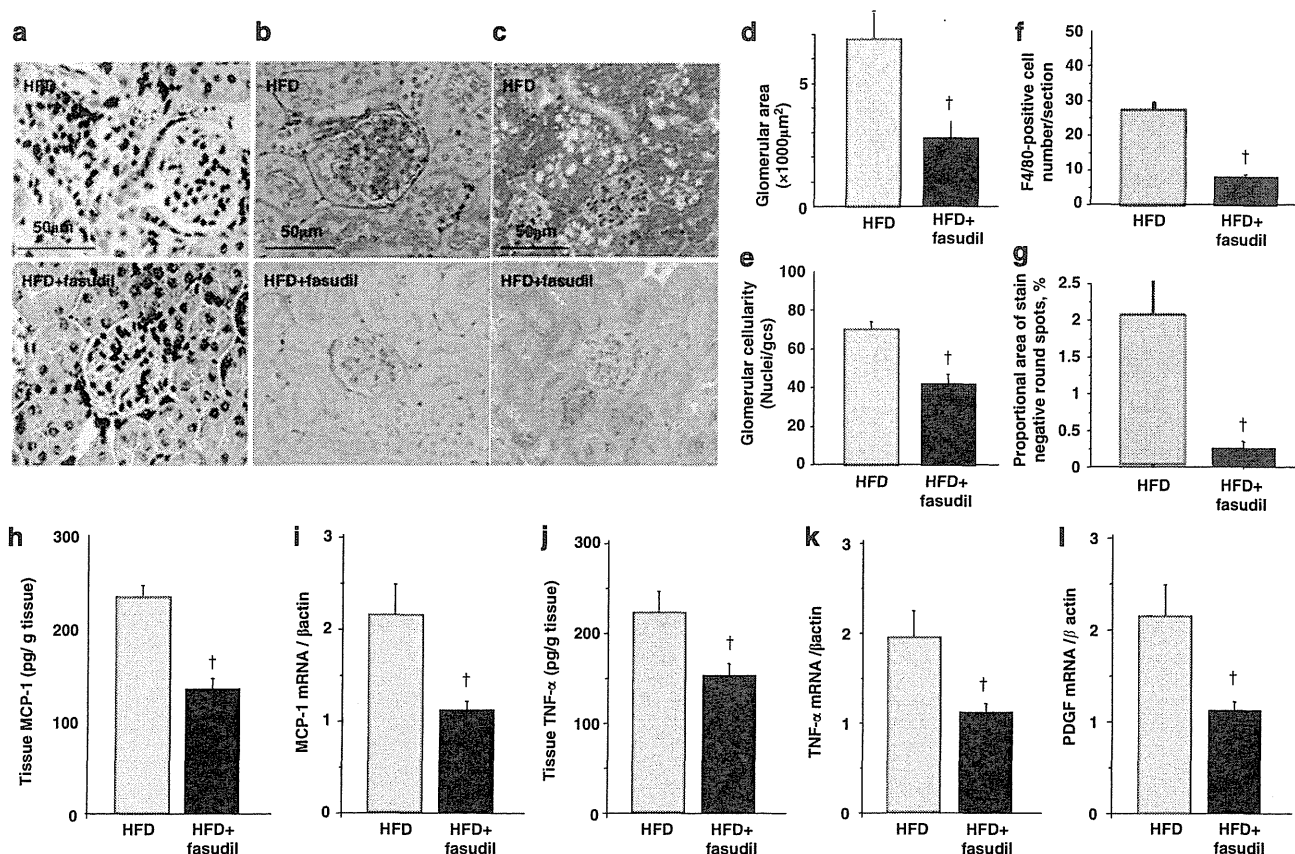 a
HFD
50μm
HFD+fasudil
b
HFD
50μm
HFD+fasudil
c
HFD
50μm
HFD+fasudil
d
Glomerular area
(×1000μm²)
5
0
†
HFD
HFD+
fasudil
e
Glomerular cellularity
(Nuclei/gcs)
100
80
60
40
20
0
†
HFD
HFD+
fasudil
f
F4/80-positive cell
number/section
50
40
30
20
10
0
†
HFD
HFD+
fasudil
g
Proportional area of stain
negative round spots, %
2.5
2
1.5
1
0.5
0
†
HFD
HFD+
fasudil
h
Tissue MCP-1 (pg/ g tissue)
300
200
100
0
†
HFD
HFD+
fasudil
i
MCP-1 mRNA / βactin
3
2
1
0
†
HFD
HFD+
fasudil
j
Tissue TNF-α (pg/g tissue)
300
200
100
0
†
HFD
HFD+
fasudil
k
TNF-α mRNA /βactin
3
2
1
0
†
HFD
HFD+
fasudil
l
PDGF mRNA /β actin
3
2
1
0
†
HFD
HFD+
fasudil